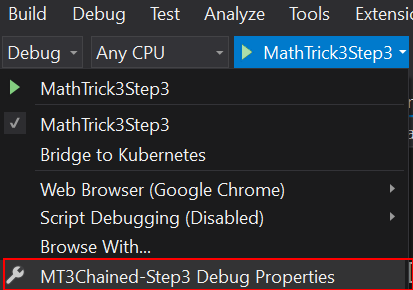 Build Debug Test Analyze Tools Extensi
Debug Any CPU MathTrick3Step3
MathTrick3Step3
MathTrick3Step3
Bridge to Kubernetes
Web Browser (Google Chrome)
Script Debugging (Disabled)
Browse With...
MT3Chained-Step3 Debug Properties